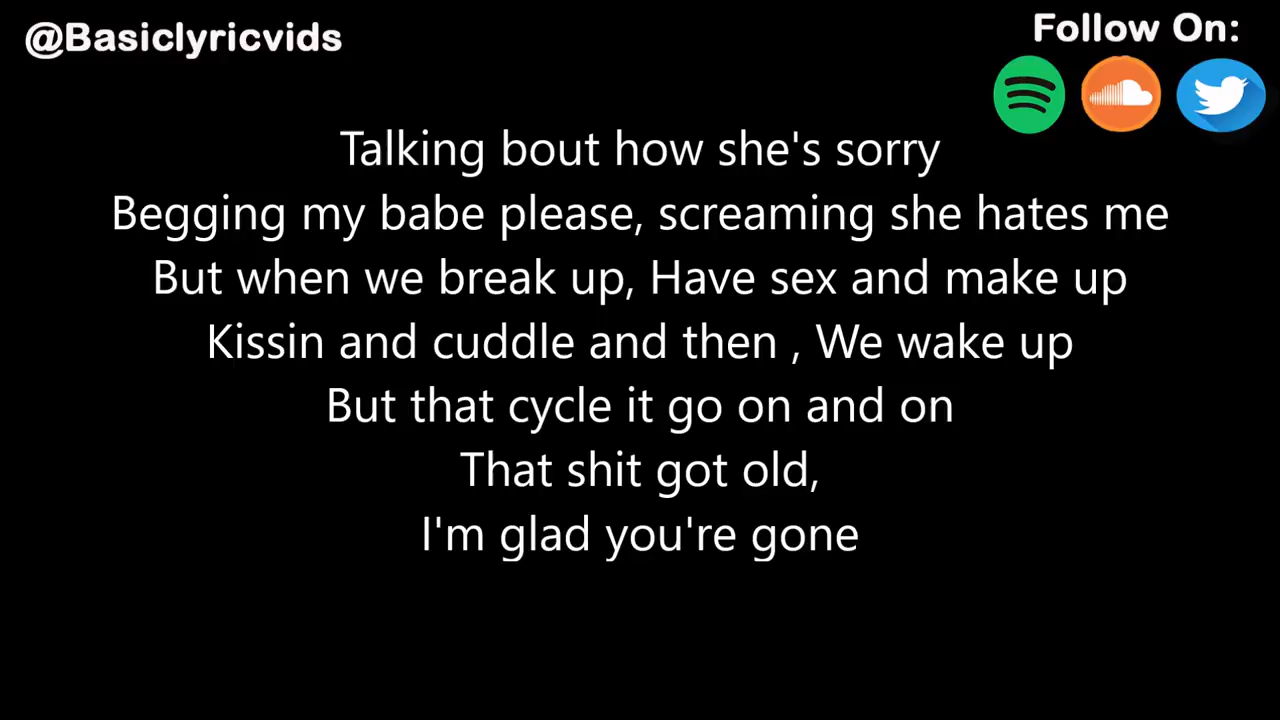 @Basiclyricvids
Follow On:
Talking bout how she's sorry
Begging my babe please, screaming she hates me
But when we break up, Have sex and make up
Kissin and cuddle and then , We wake up
But that cycle it go on and on
That shit got old,
I'm glad you're gone